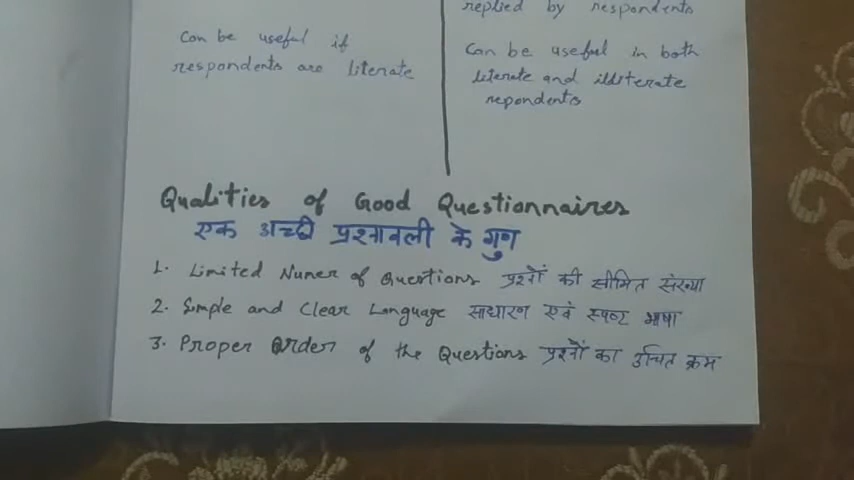 Can be useful if
respondents are literate
replied by respondents
Can be useful in both
literate and illiterate
repondents
Qualities of Good Questionnaires
एक अच्छी प्रश्नावली के गुण
1. Limited Numer of Questions प्रश्नों की सीमित संख्या
2. Simple and Clear Language साधारण एवं स्पष्ट भाषा
3. Proper Order of the Questions प्रश्नों का उचित क्रम